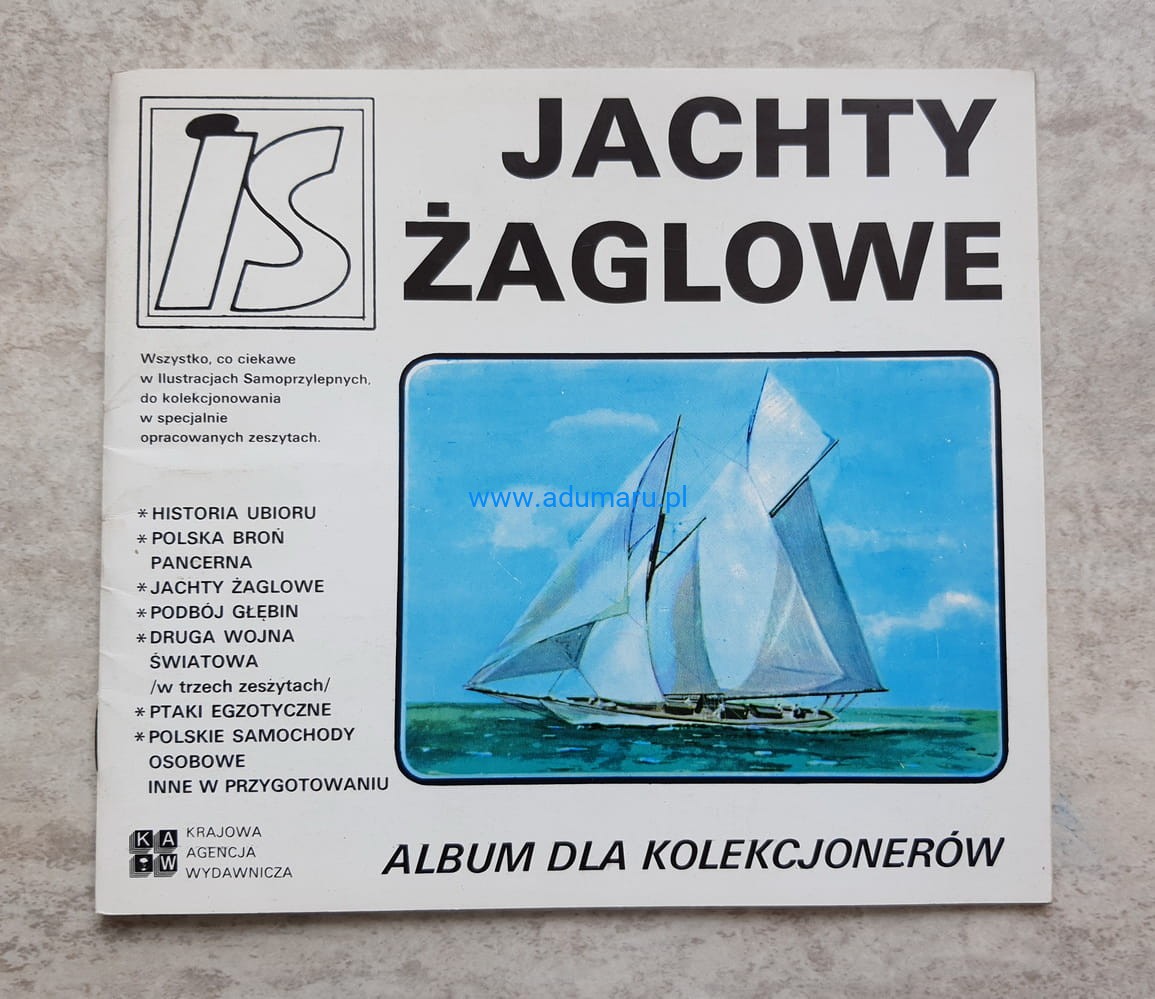 IS
JACHTY
ŻAGLOWE
Wszystko, co ciekawe
w Ilustracjach Samoprzylepnych,
do kolekcjonowania
w specjalnie
opracowanych zeszytach.
* HISTORIA UBIORU
* POLSKA BROŃ
PANCERNA
* JACHTY ŻAGLOWE
* PODBÓJ GŁĘBIN
* DRUGA WOJNA
ŚWIATOWA
/w trzech zeszytach/
* PTAKI EGZOTYCZNE
* POLSKIE SAMOCHODY
OSOBOWE
INNE W PRZYGOTOWANIU
www.adumaru.pl
KAW
KRAJOWA
AGENCJA
WYDAWNICZA
ALBUM DLA KOLEKCJONERÓW